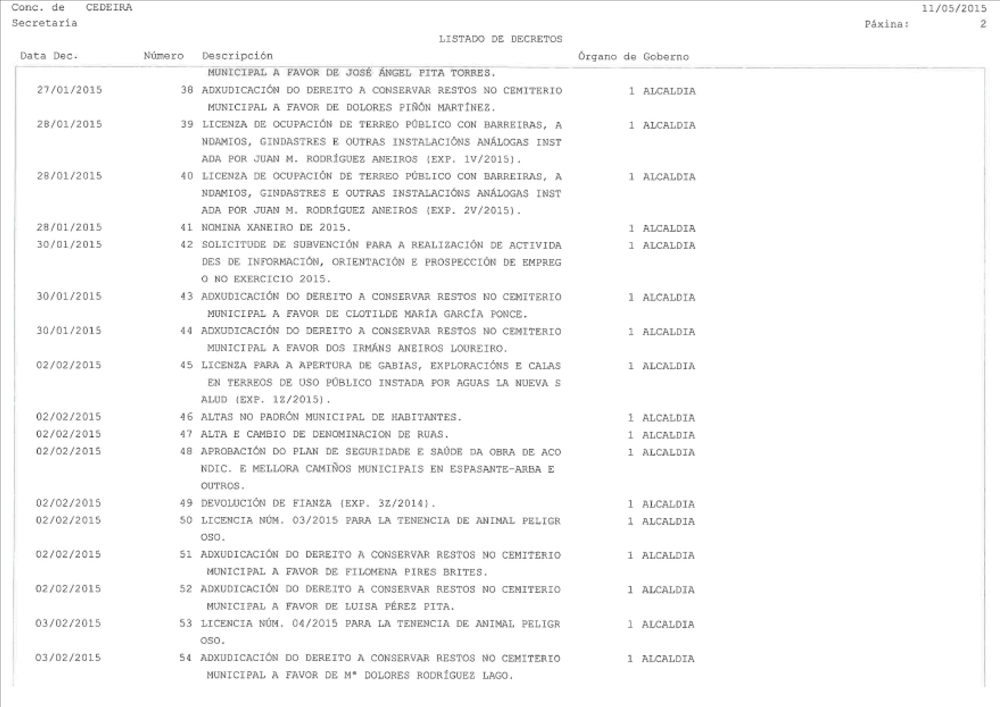 Conc. de CEDEIRA 11/05/2015
Secretaría Páxina: 2
LISTADO DE DECRETOS
Data Dec. Número Descripción Órgano de Goberno
MUNICIPAL A FAVOR DE JOSÉ ÁNGEL PITA TORRES.
27/01/2015 38 ADXUDICACIÓN DO DEREITO A CONSERVAR RESTOS NO CEMITERIO 1 ALCALDIA
MUNICIPAL A FAVOR DE DOLORES PIÑÓN MARTÍNEZ.
28/01/2015 39 LICENZA DE OCUPACIÓN DE TERREO PÚBLICO CON BARREIRAS, A 1 ALCALDIA
NDAMIOS, GINDASTRES E OUTRAS INSTALACIÓNS ANÁLOGAS INST
ADA POR JUAN M. RODRÍGUEZ ANEIROS (EXP. 1V/2015).
28/01/2015 40 LICENZA DE OCUPACIÓN DE TERREO PÚBLICO CON BARREIRAS, A 1 ALCALDIA
NDAMIOS, GINDASTRES E OUTRAS INSTALACIÓNS ANÁLOGAS INST
ADA POR JUAN M. RODRÍGUEZ ANEIROS (EXP. 2V/2015).
28/01/2015 41 NOMINA XANEIRO DE 2015. 1 ALCALDIA
30/01/2015 42 SOLICITUDE DE SUBVENCIÓN PARA A REALIZACIÓN DE ACTIVIDA 1 ALCALDIA
DES DE INFORMACIÓN, ORIENTACIÓN E PROSPECCIÓN DE EMPREG
O NO EXERCICIO 2015.
30/01/2015 43 ADXUDICACIÓN DO DEREITO A CONSERVAR RESTOS NO CEMITERIO 1 ALCALDIA
MUNICIPAL A FAVOR DE CLOTILDE MARÍA GARCÍA PONCE.
30/01/2015 44 ADXUDICACIÓN DO DEREITO A CONSERVAR RESTOS NO CEMITERIO 1 ALCALDIA
MUNICIPAL A FAVOR DOS IRMÁNS ANEIROS LOUREIRO.
02/02/2015 45 LICENZA PARA A APERTURA DE GABIAS, EXPLORACIÓNS E CALAS 1 ALCALDIA
EN TERREOS DE USO PÚBLICO INSTADA POR AGUAS LA NUEVA S
ALUD (EXP. 1Z/2015).
02/02/2015 46 ALTAS NO PADRÓN MUNICIPAL DE HABITANTES. 1 ALCALDIA
02/02/2015 47 ALTA E CAMBIO DE DENOMINACION DE RUAS. 1 ALCALDIA
02/02/2015 48 APROBACIÓN DO PLAN DE SEGURIDADE E SAÚDE DA OBRA DE ACO 1 ALCALDIA
NDIC. E MELLORA CAMIÑOS MUNICIPAIS EN ESPASANTE-ARBA E
OUTROS.
02/02/2015 49 DEVOLUCIÓN DE FIANZA (EXP. 3Z/2014). 1 ALCALDIA
02/02/2015 50 LICENCIA NÚM. 03/2015 PARA LA TENENCIA DE ANIMAL PELIGR 1 ALCALDIA
OSO.
02/02/2015 51 ADXUDICACIÓN DO DEREITO A CONSERVAR RESTOS NO CEMITERIO 1 ALCALDIA
MUNICIPAL A FAVOR DE FILOMENA PIRES BRITES.
02/02/2015 52 ADXUDICACIÓN DO DEREITO A CONSERVAR RESTOS NO CEMITERIO 1 ALCALDIA
MUNICIPAL A FAVOR DE LUISA PÉREZ PITA.
03/02/2015 53 LICENCIA NÚM. 04/2015 PARA LA TENENCIA DE ANIMAL PELIGR 1 ALCALDIA
OSO.
03/02/2015 54 ADXUDICACIÓN DO DEREITO A CONSERVAR RESTOS NO CEMITERIO 1 ALCALDIA
MUNICIPAL A FAVOR DE Mª DOLORES RODRÍGUEZ LAGO.